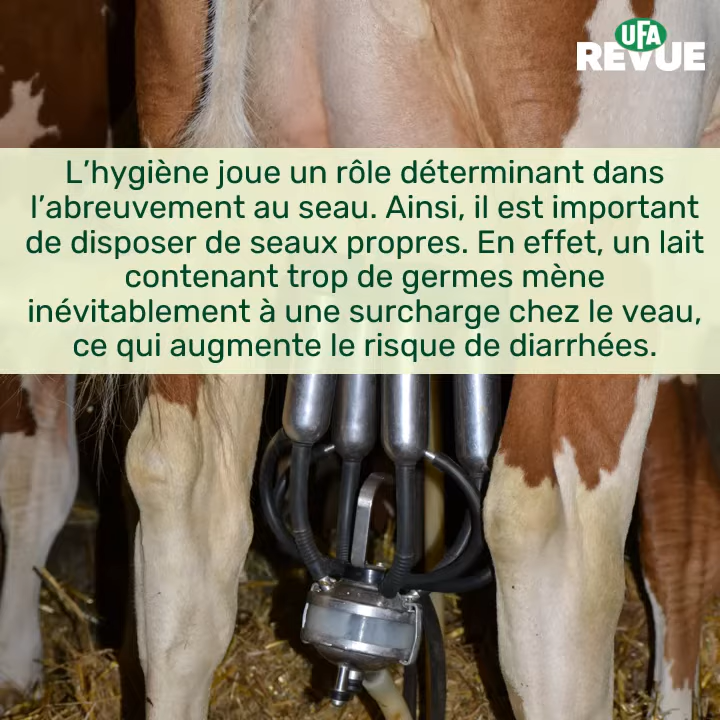 UFA
REVUE
L’hygiène joue un rôle déterminant dans
l’abreuvement au seau. Ainsi, il est important
de disposer de seaux propres. En effet, un lait
contenant trop de germes mène
inévitablement à une surcharge chez le veau,
ce qui augmente le risque de diarrhées.